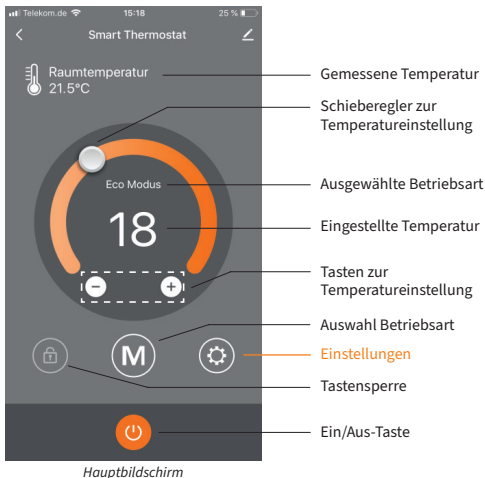 Telekom.de 15:18 25 %
Smart Thermostat
Raumtemperatur
21.5°C
Gemessene Temperatur
Schieberegler zur
Temperatureinstellung
Eco Modus
Ausgewählte Betriebsart
18
Eingestellte Temperatur
Tasten zur
Temperatureinstellung
Auswahl Betriebsart
M
Einstellungen
Tastensperre
Ein/Aus-Taste
Hauptbildschirm